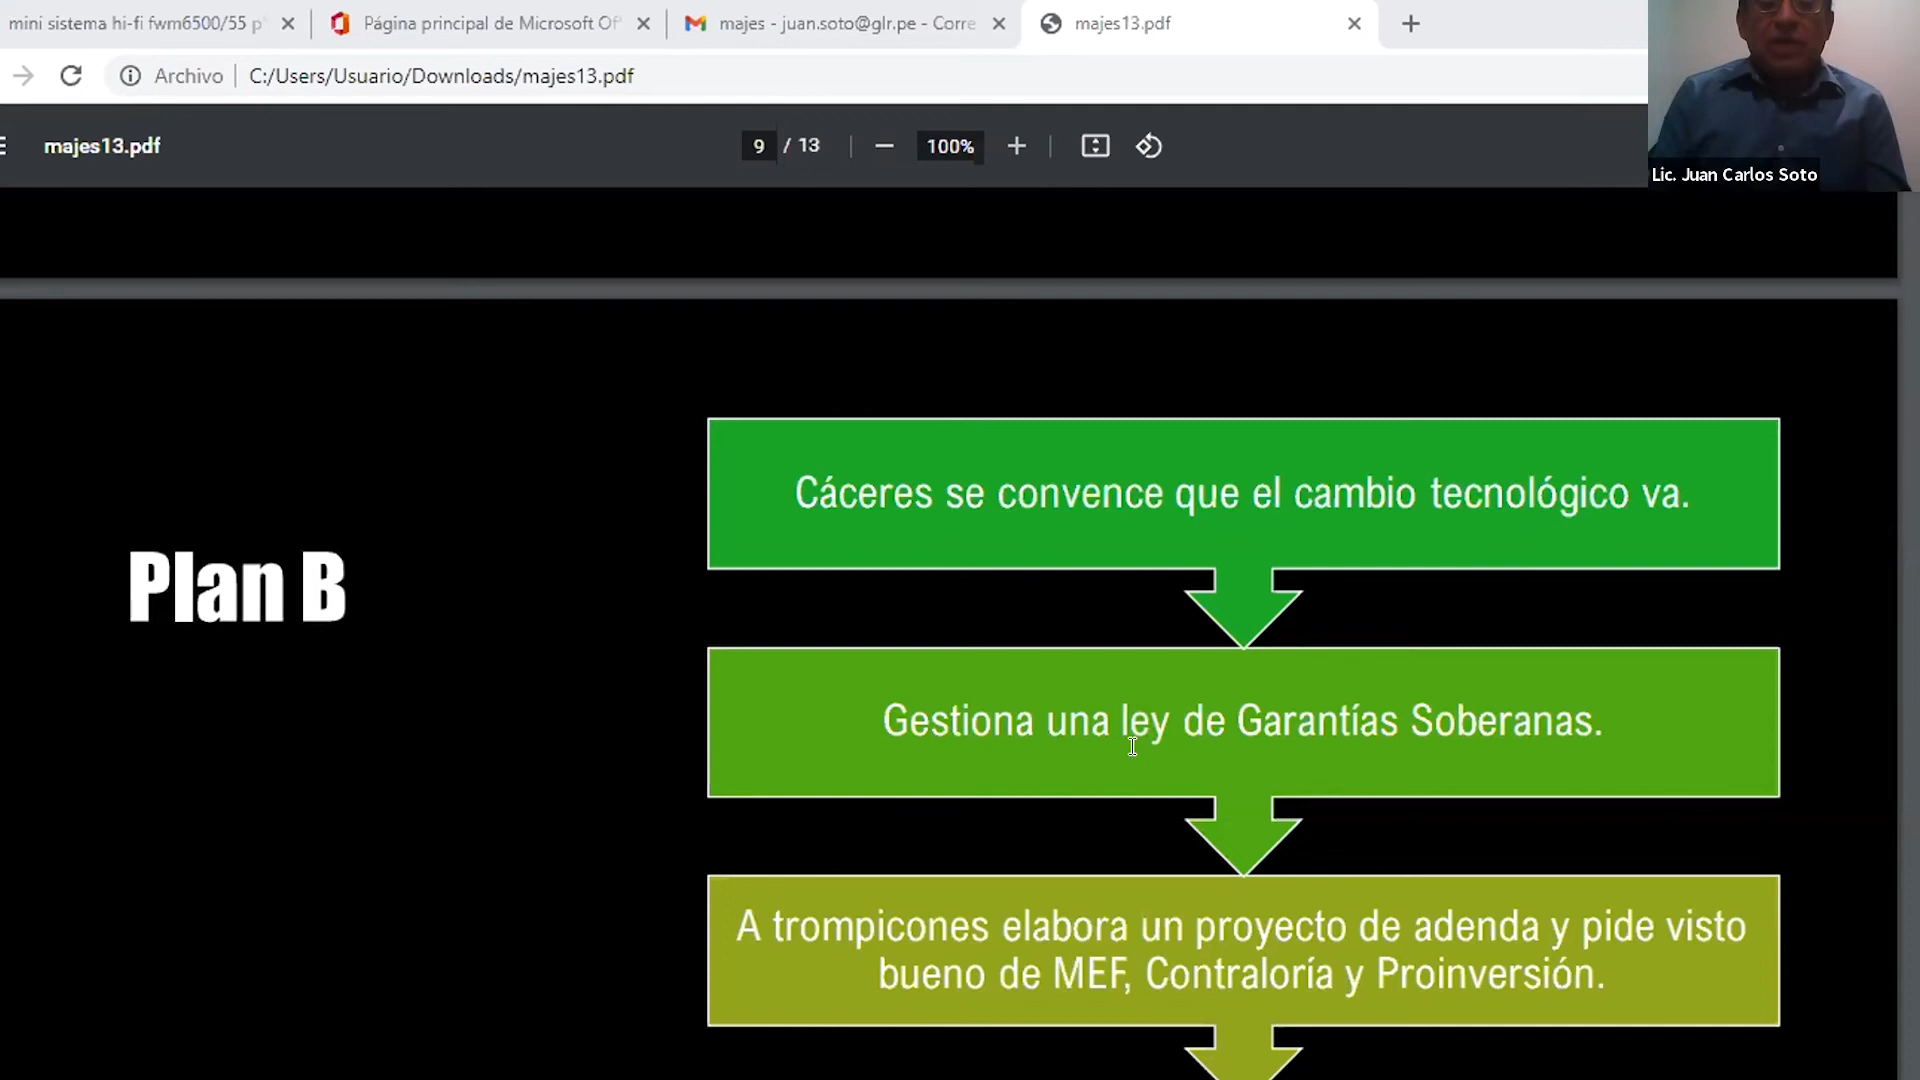 mini sistema hi-fi fwm6500/55 p
Página principal de Microsoft Of
majes - juan.soto@glr.pe - Corre
majes13.pdf
Archivo
C:/Users/Usuario/Downloads/majes13.pdf
majes13.pdf
9 / 13
100%
Lic. Juan Carlos Soto
Plan B
Cáceres se convence que el cambio tecnológico va.
Gestiona una ley de Garantías Soberanas.
A trompicones elabora un proyecto de adenda y pide visto
bueno de MEF, Contraloría y Proinversión.